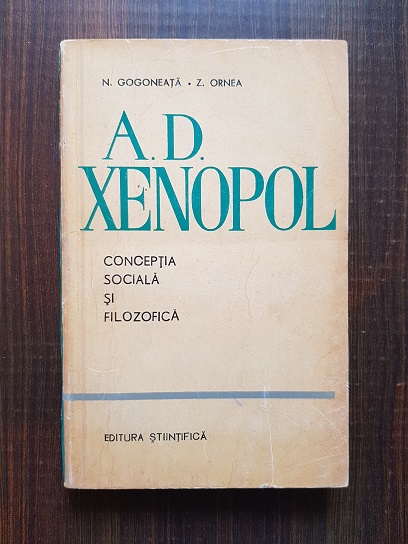 N. GOGONEAȚĂ • Z. ORNEA
A. D.
XENOPOL
CONCEPȚIA
SOCIALĂ
ȘI
FILOZOFICĂ
EDITURA ȘTIINȚIFICĂ